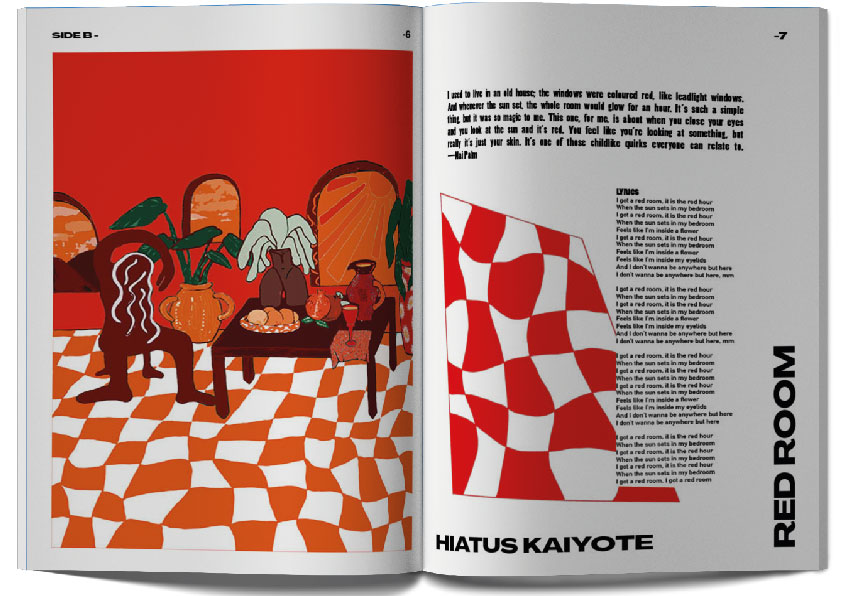 SIDE B -
-6
-7
I used to live in an old house; the windows were coloured red, like leadlight windows.
And whenever the sun set, the whole room would glow for an hour. It's such a simple
thing, but it was so magic to me. This one, for me, is about when you close your eyes
and you look at the sun and it's red. You feel like you're looking at something, but
really it's just your skin. It's one of those childlike quirks everyone can relate to.
—Nai Palm
Lyrics
I got a red room, it is the red hour
When the sun sets in my bedroom
I got a red room, it is the red hour
When the sun sets in my bedroom
Feels like I'm inside a flower
I got a red room, it is the red hour
When the sun sets in my bedroom
Feels like I'm inside a flower
Feels like I'm inside my eyelids
And I don't wanna be anywhere but here
I don't wanna be anywhere but here, mm
I got a red room, it is the red hour
When the sun sets in my bedroom
I got a red room, it is the red hour
When the sun sets in my bedroom
Feels like I'm inside a flower
Feels like I'm inside my eyelids
And I don't wanna be anywhere but here
I don't wanna be anywhere but here, mm
I got a red room, it is the red hour
When the sun sets in my bedroom
I got a red room, it is the red hour
When the sun sets in my bedroom
I got a red room, it is the red hour
When the sun sets in my bedroom
Feels like I'm inside a flower
Feels like I'm inside my eyelids
And I don't wanna be anywhere but here
I don't wanna be anywhere but here
I got a red room, it is the red hour
When the sun sets in my bedroom
I got a red room, it is the red hour
When the sun sets in my bedroom
I got a red room, it is the red hour
When the sun sets in my bedroom
I got a red room, I got a red room
RED ROOM
HIATUS KAIYOTE